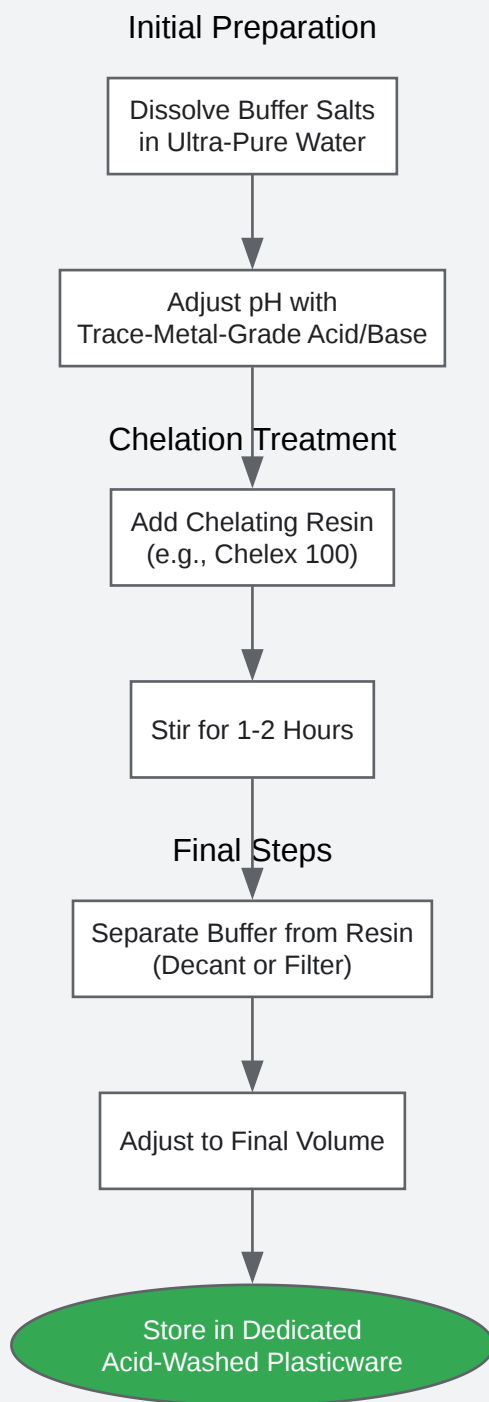 Initial Preparation
Dissolve Buffer Salts
in Ultra-Pure Water
Adjust pH with
Trace-Metal-Grade Acid/Base
Chelation Treatment
Add Chelating Resin
(e.g., Chelex 100)
Stir for 1-2 Hours
Final Steps
Separate Buffer from Resin
(Decant or Filter)
Adjust to Final Volume
Store in Dedicated
Acid-Washed Plasticware